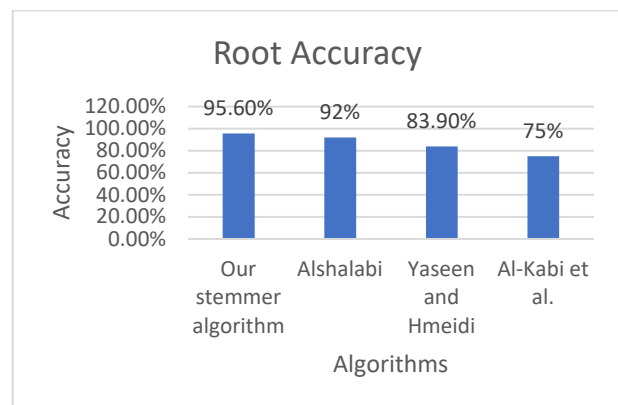 Root Accuracy
120.00%
100.00%
80.00%
60.00%
40.00%
20.00%
0.00%
Accuracy
95.60%
92%
83.90%
75%
Our
stemmer
algorithm
Alshalabi
Yaseen
and
Hmeidi
Al-Kabi et
al.
Algorithms